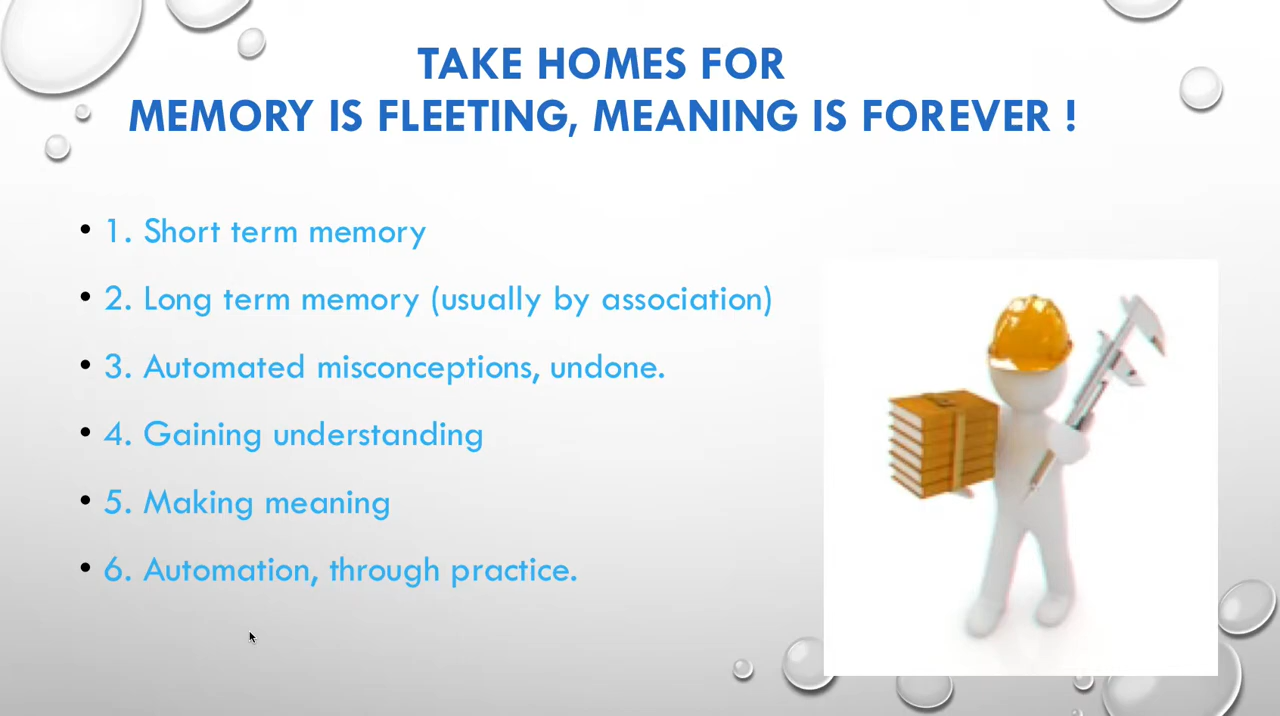 TAKE HOMES FOR
MEMORY IS FLEETING, MEANING IS FOREVER !
• 1. Short term memory
• 2. Long term memory (usually by association)
• 3. Automated misconceptions, undone.
• 4. Gaining understanding
• 5. Making meaning
• 6. Automation, through practice.